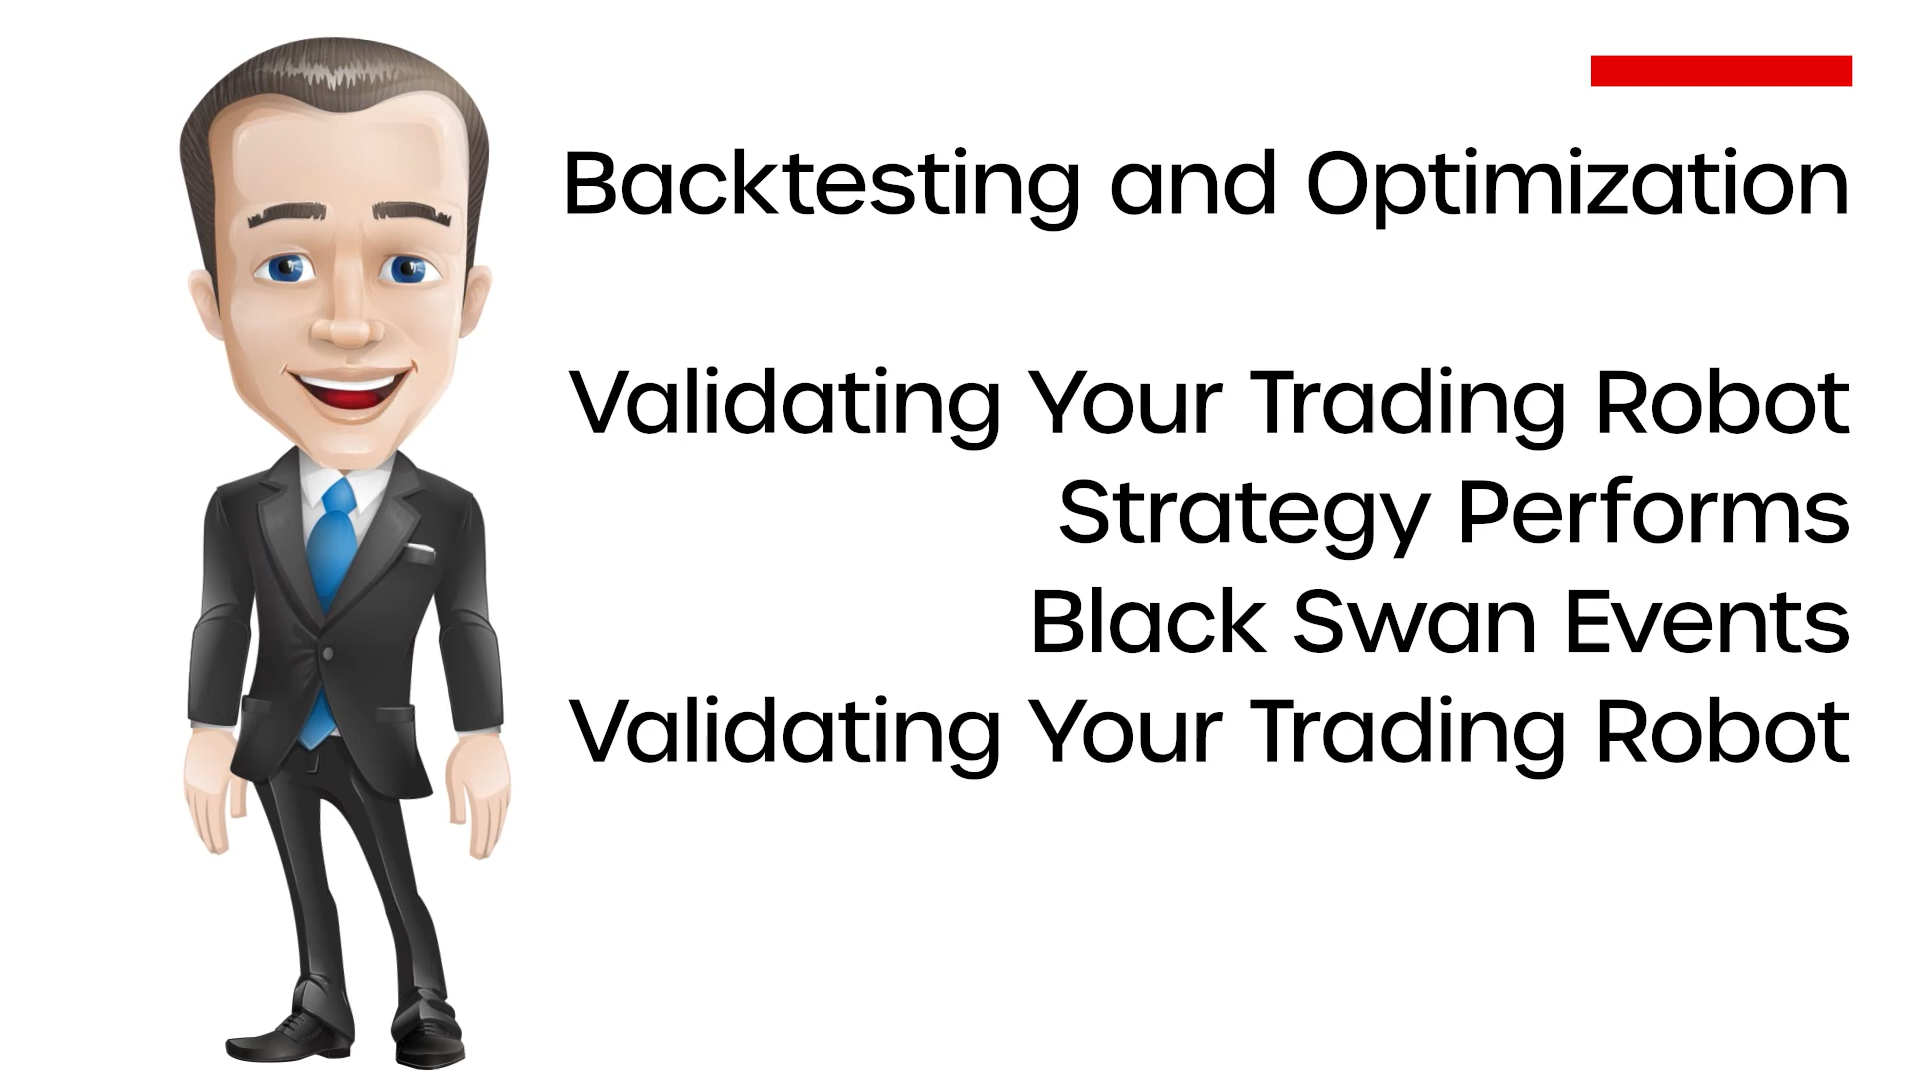 Backtesting and Optimization
Validating Your Trading Robot
Strategy Performs
Black Swan Events
Validating Your Trading Robot